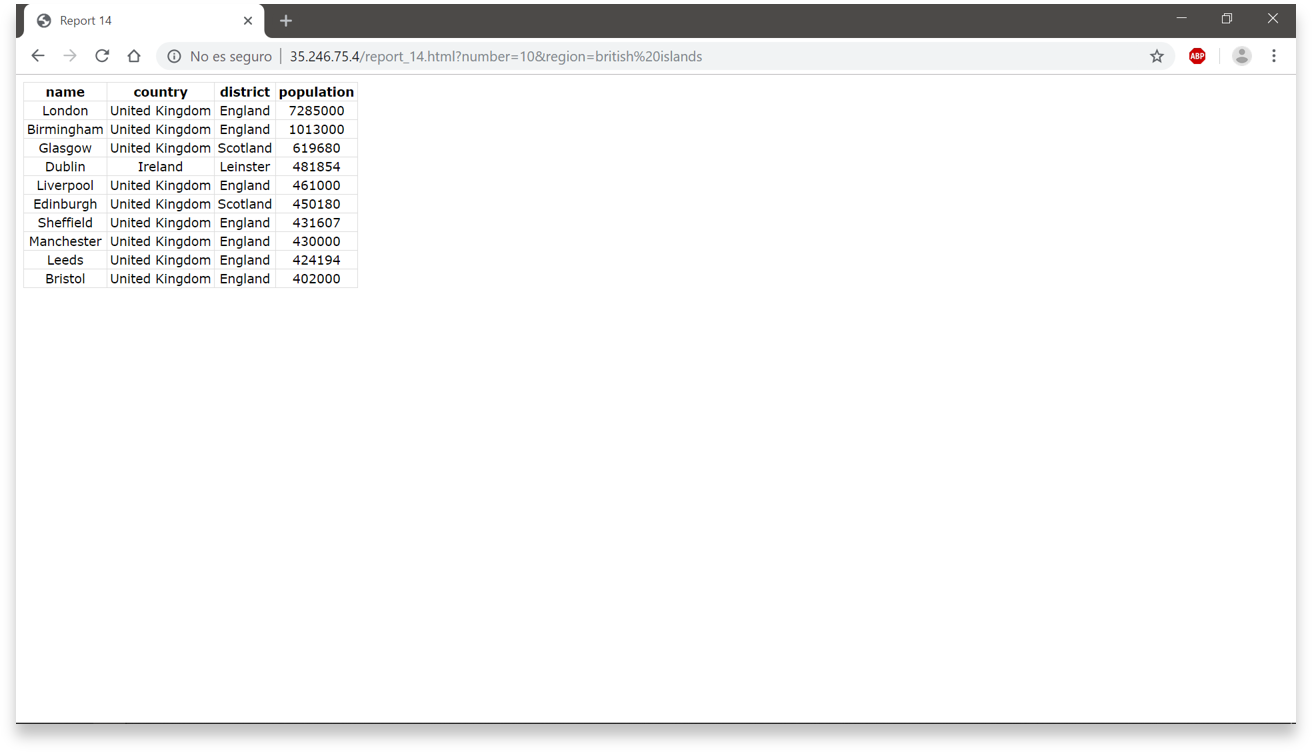 Report 14
No es seguro | 35.246.75.4/report_14.html?number=10&region=british%20islands
ABP
name country district population
London United Kingdom England 7285000
Birmingham United Kingdom England 1013000
Glasgow United Kingdom Scotland 619680
Dublin Ireland Leinster 481854
Liverpool United Kingdom England 461000
Edinburgh United Kingdom Scotland 450180
Sheffield United Kingdom England 431607
Manchester United Kingdom England 430000
Leeds United Kingdom England 424194
Bristol United Kingdom England 402000